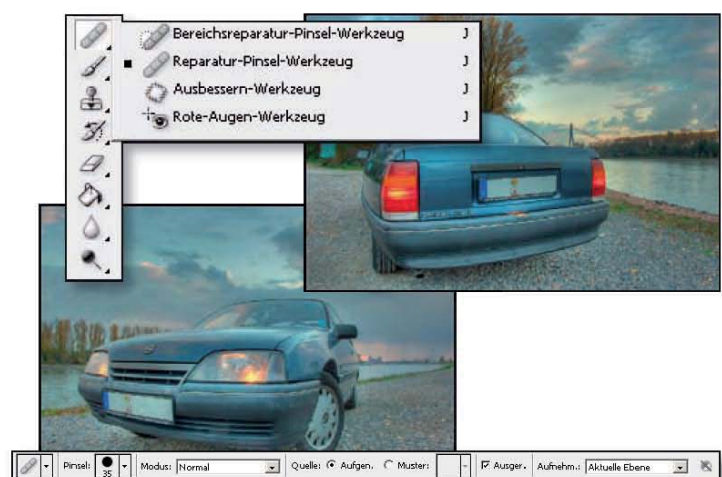 Bereichsreparatur-Pinsel-Werkzeug J
Reparatur-Pinsel-Werkzeug J
Ausbessern-Werkzeug J
Rote-Augen-Werkzeug J
Pinsel: 35 Modus: Normal Quelle: Aufgen. Muster: Ausger. Aufnehm.: Aktuelle Ebene